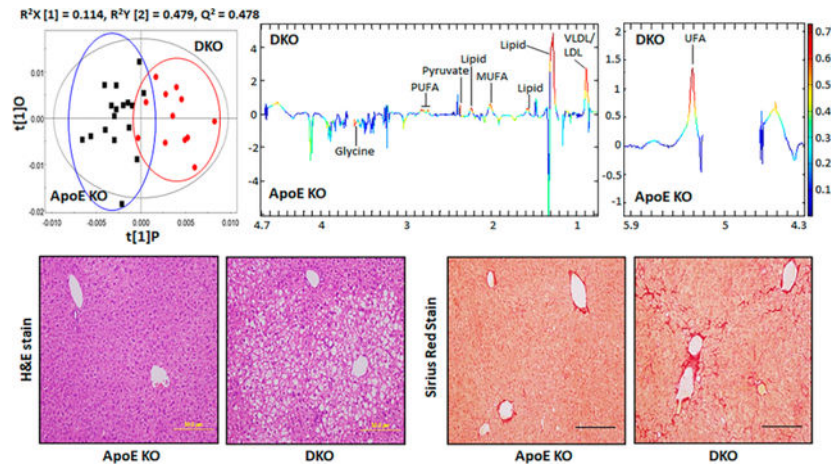 R²X [1] = 0.114, R²Y [2] = 0.479, Q² = 0.478
DKO
ApoE KO
0.01
0.00
-0.01
-0.02
-0.010
-0.005
0.000
0.005
0.010
t[1]O
t[1]P
DKO
4
2
0
-2
-4
PUFA
Pyruvate
Lipid
MUFA
Lipid
Lipid
VLDL/
LDL
Glycine
ApoE KO
4.7
4
3
2
1
DKO
UFA
2
1.5
1
0.5
0
-0.5
-1
ApoE KO
5.9
5
4.3
0.7
0.6
0.5
0.4
0.3
0.2
0.1
H&E stain
ApoE KO
DKO
Sirius Red Stain
ApoE KO
DKO